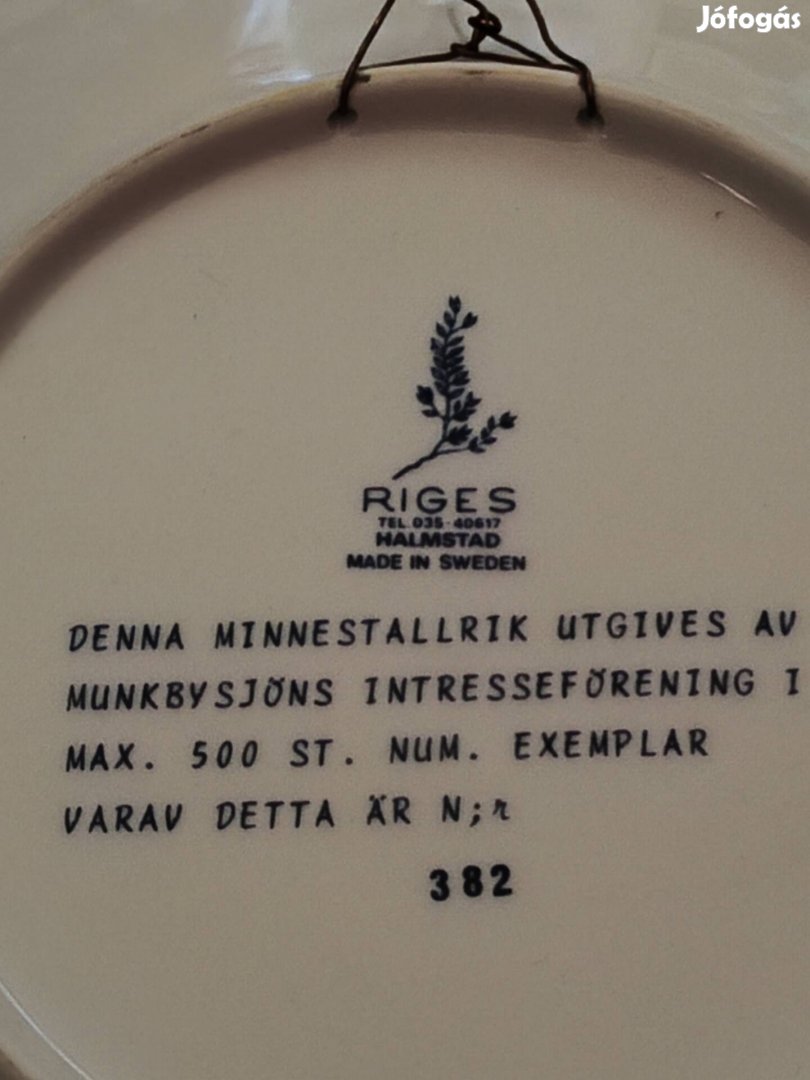 Jófogás
RIGES
TEL. 035-40617
HALMSTAD
MADE IN SWEDEN
DENNA MINNESTALLRIK UTGIVES AV
MUNKBYSJÖNS INTRESSEFÖRENING I
MAX. 500 ST. NUM. EXEMPLAR
VARAV DETTA ÄR N;r
382